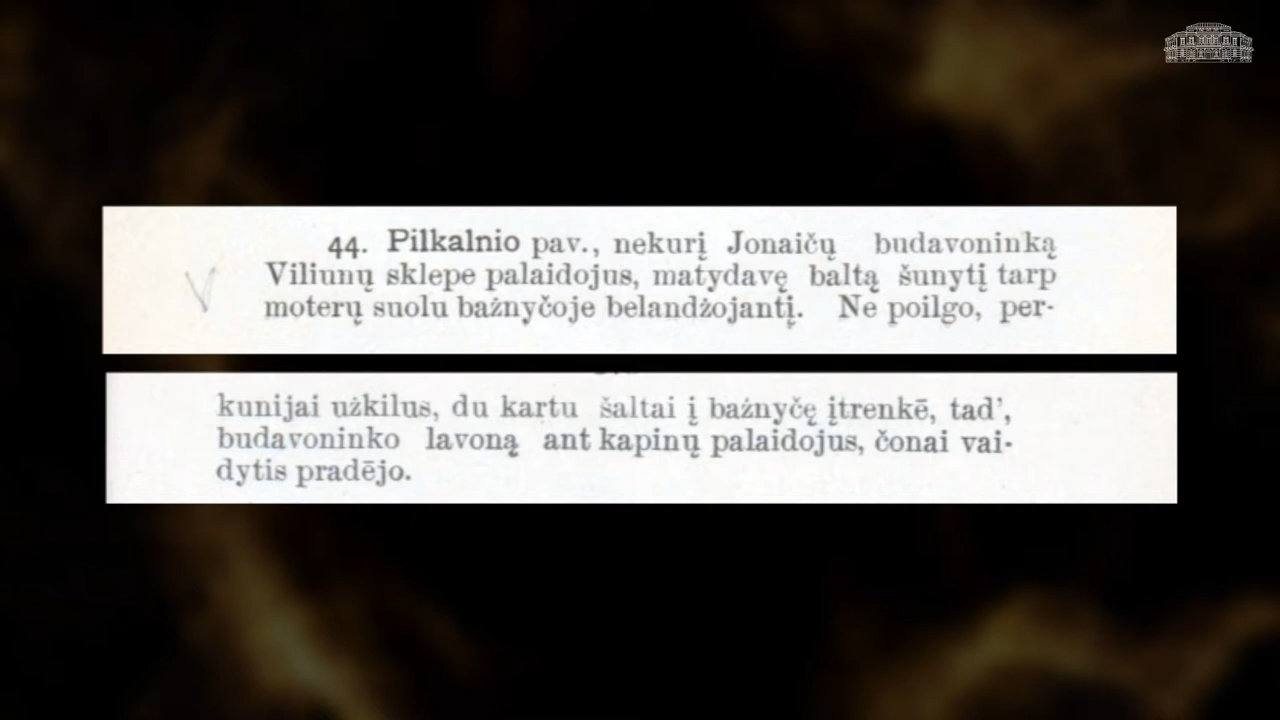 44. Pilkalnio pav., nekurį Jonaičų budavoninką
Viliunų sklepe palaidojus, matydavę baltą šunytį tarp
moterų suolu bažnyčoje belandžojantį. Ne poilgo, per-
kunijai užkilus, du kartu šaltai į bažnyčę įtrenkē, tad’,
budavoninko lavoną ant kapinų palaidojus, čonai vai-
dytis pradējo.